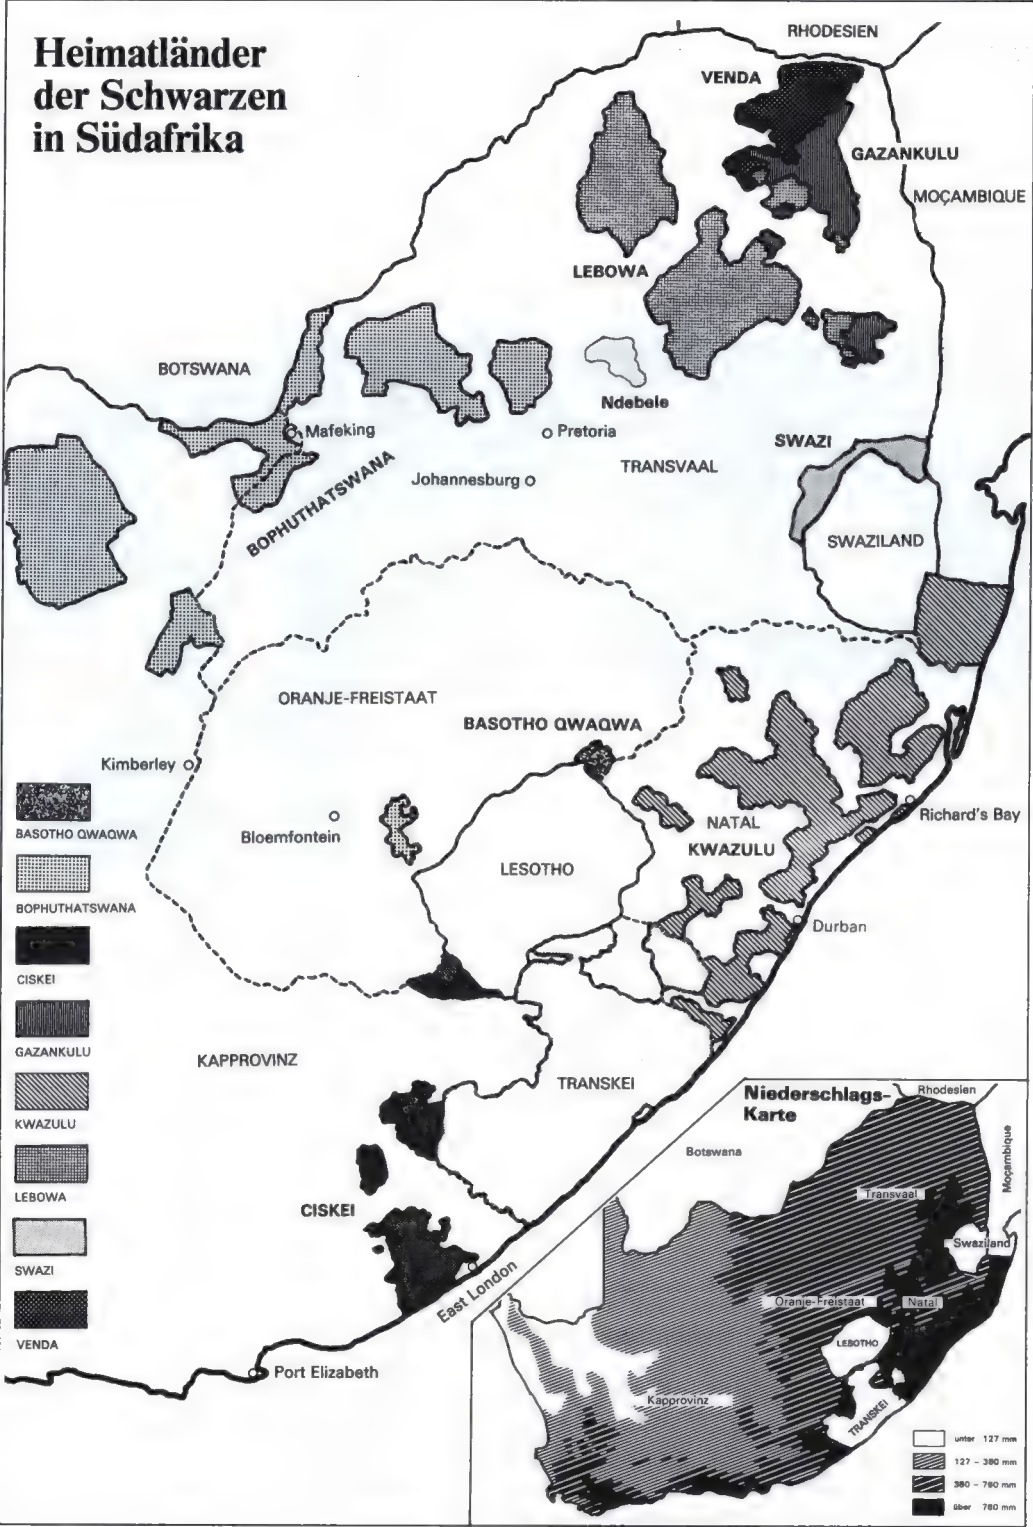 Heimatländer
der Schwarzen
in Südafrika
RHODESIEN
VENDA
GAZANKULU
MOÇAMBIQUE
LEBOWA
BOTSWANA
Ndebele
Mafeking
Pretoria
SWAZI
TRANSVAAL
Johannesburg
BOPHUTHATSWANA
SWAZILAND
ORANJE-FREISTAAT
BASOTHO QWAQWA
Kimberley
Bloemfontein
NATAL
KWAZULU
Richard's Bay
LESOTHO
Durban
KAPPROVINZ
TRANSKEI
CISKEI
East London
Port Elizabeth
BASOTHO QWAQWA
BOPHUTHATSWANA
CISKEI
GAZANKULU
KWAZULU
LEBOWA
SWAZI
VENDA
Niederschlags-
Karte
Rhodesien
Botswana
Moçambique
Transvaal
Swaziland
Oranje-Freistaat
Natal
LEBOTHO
Kapprovinz
TRANSKEI
unter 127 mm
127 – 380 mm
380 – 760 mm
über 760 mm